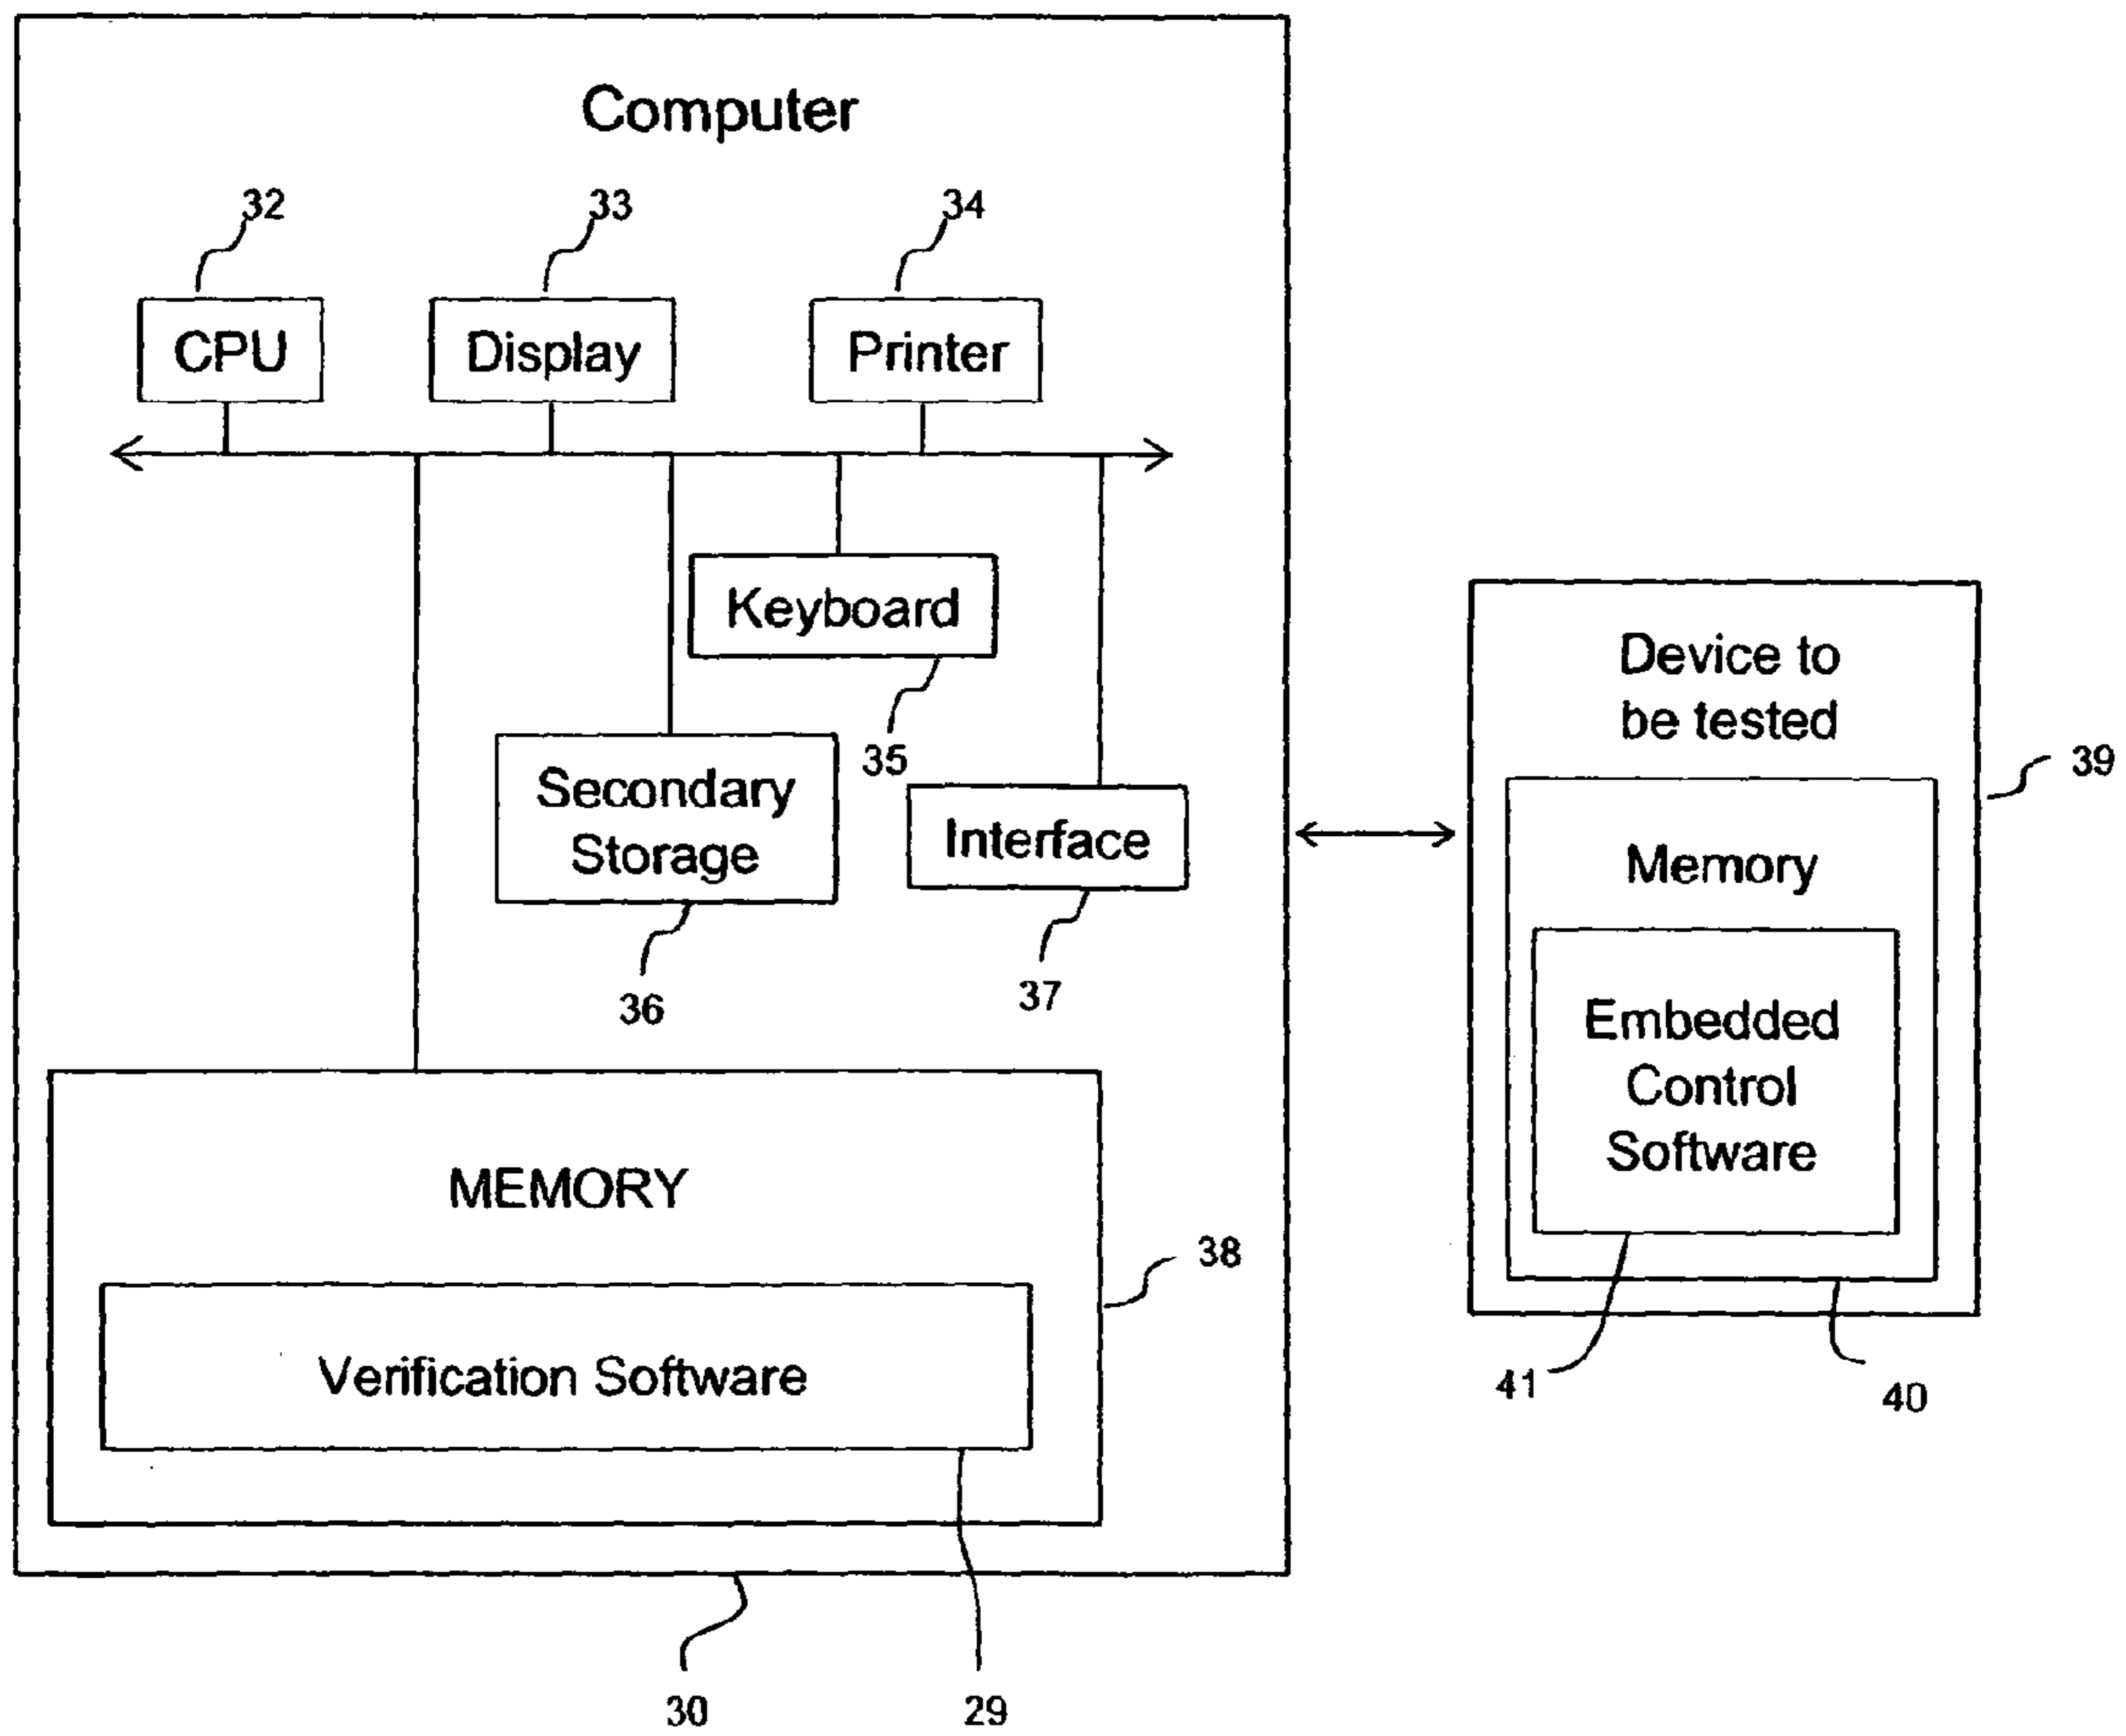 Computer
32
33
34
CPU
Display
Printer
Keyboard
35
Secondary
Storage
36
Interface
37
MEMORY
38
Verification Software
30
29
Device to
be tested
39
Memory
Embedded
Control
Software
41
40